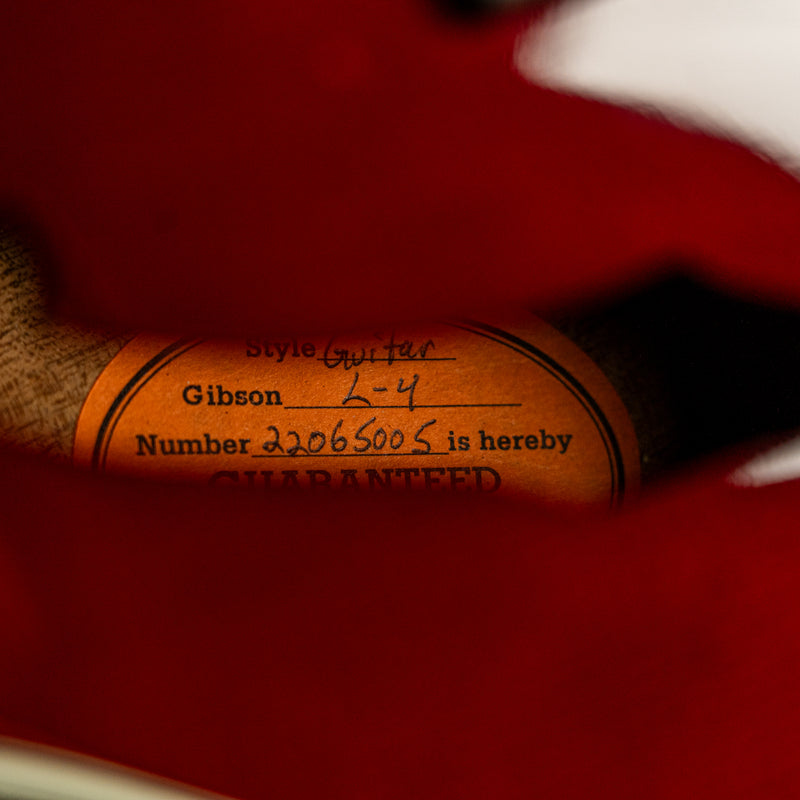 Style Guitar
Gibson L-4
Number 22065005 is hereby
GUARANTEED